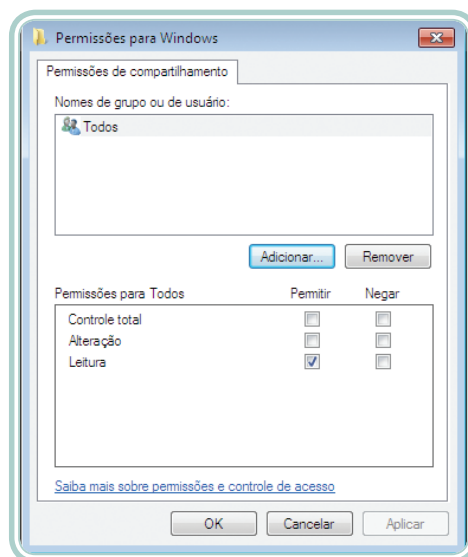 Permissões para Windows
Permissões de compartilhamento
Nomes de grupo ou de usuário:
Todos
Adicionar... Remover
Permissões para Todos Permitir Negar
Controle total
Alteração
Leitura
Saiba mais sobre permissões e controle de acesso
OK Cancelar Aplicar